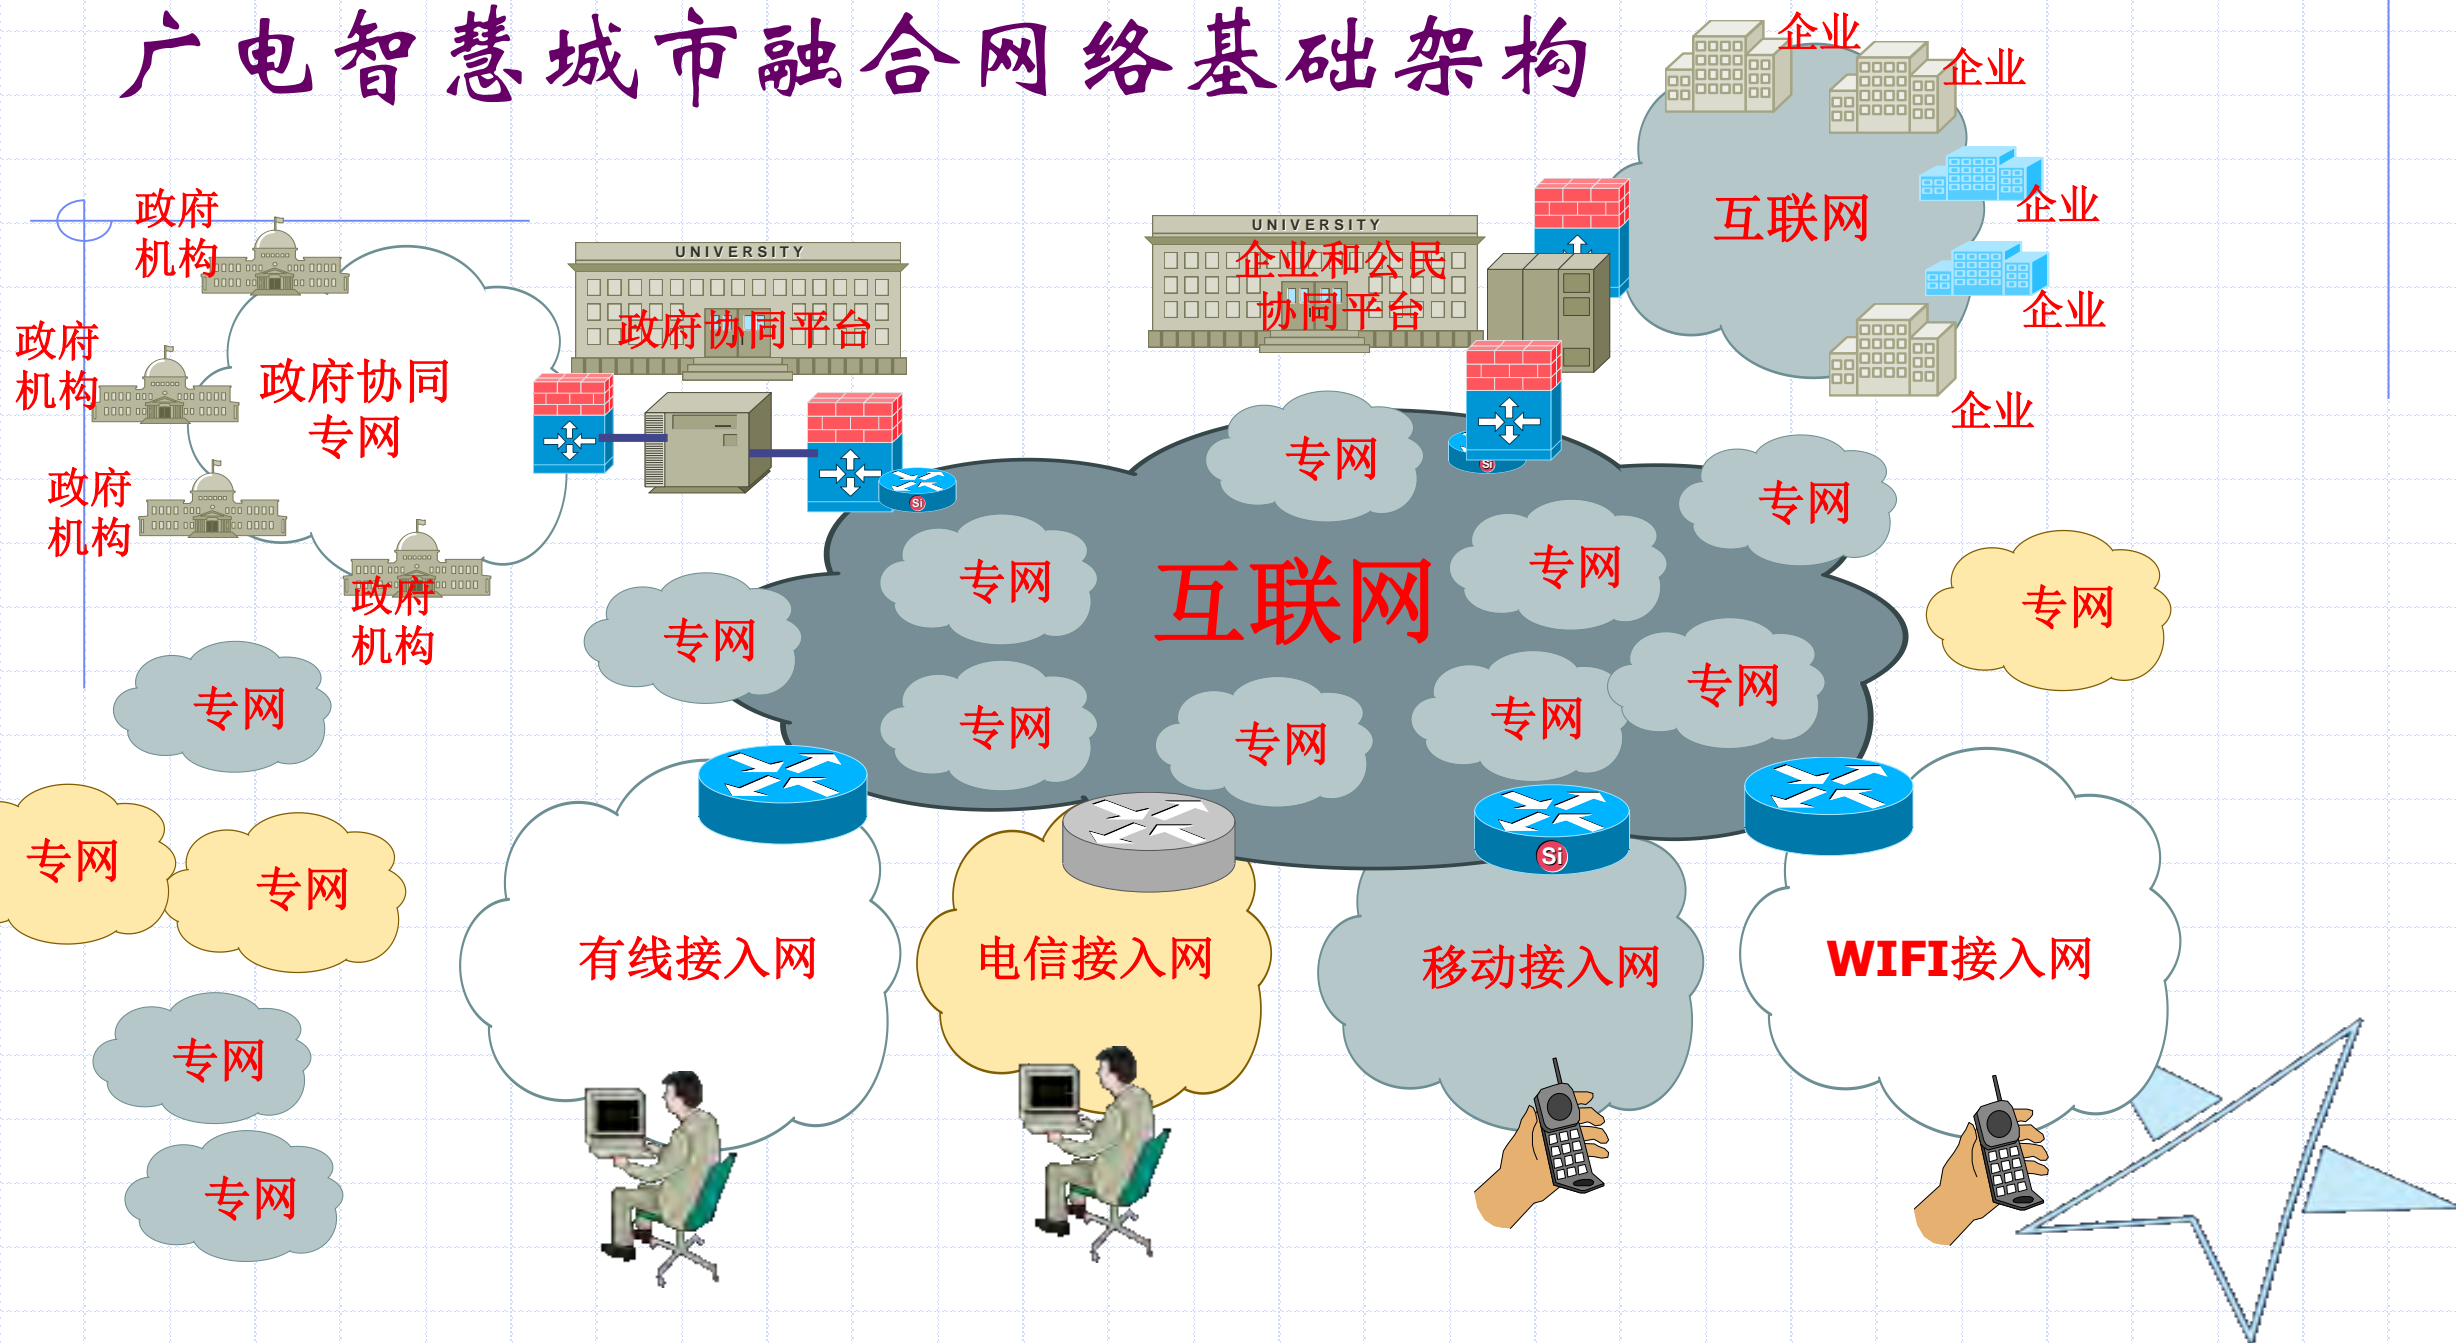 广电智慧城市融合网络基础架构
企业
企业
企业
企业
企业
互联网
政府
机构
政府
机构
政府
机构
政府
机构
政府协同
专网
UNIVERSITY
政府协同平台
UNIVERSITY
企业和公民
协同平台
Si
Si
专网
专网
专网
专网
专网
互联网
专网
专网
专网
专网
专网
专网
专网
专网
专网
专网
专网
Si
有线接入网
电信接入网
移动接入网
WIFI接入网